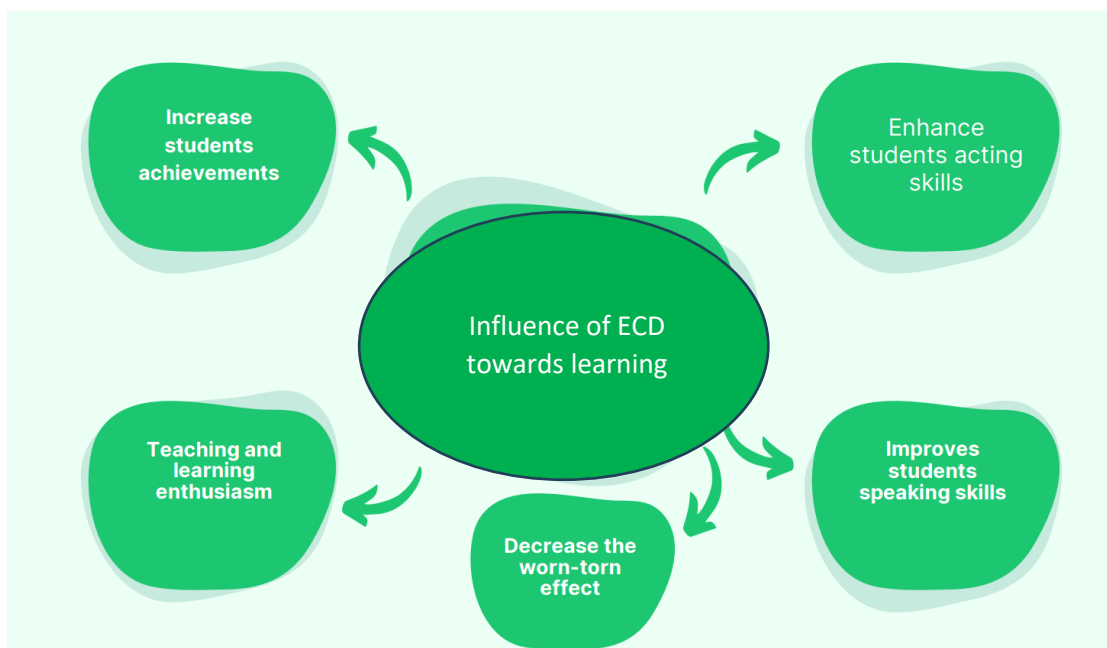 Increase
students
achievements
Enhance
students acting
skills
Influence of ECD
towards learning
Teaching and
learning
enthusiasm
Improves
students
speaking skills
Decrease the
worn-torn
effect